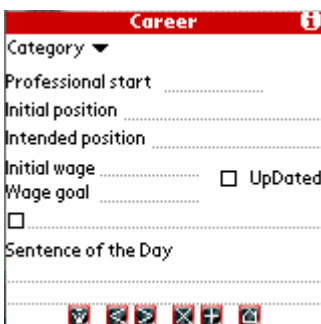 Career i
Category
Professional start
Initial position
Intended position
Initial wage
UpDated
Wage goal
Sentence of the Day